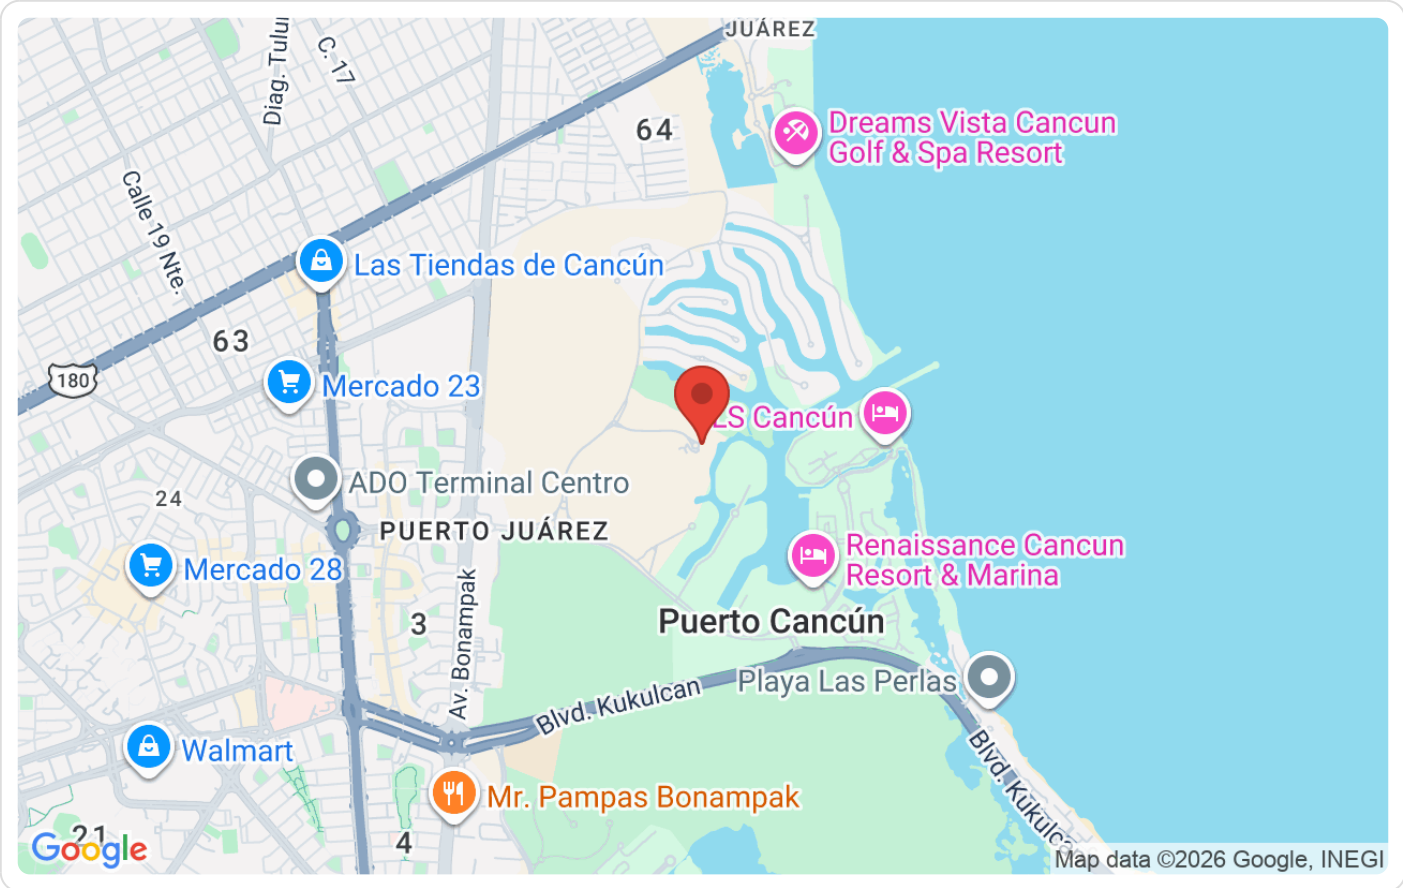 JUÁREZ
Diag. Tulum
C. 17
64
Dreams Vista Cancun
Golf & Spa Resort
Calle 19 Nte.
Las Tiendas de Cancún
63
180
Mercado 23
LS Cancún
ADO Terminal Centro
24
PUERTO JUÁREZ
Mercado 28
Renaissance Cancun
Resort & Marina
3
Puerto Cancún
Av. Bonampak
Blvd. Kukulcan
Playa Las Perlas
Walmart
Blvd. Kukulcan
Mr. Pampas Bonampak
21
4
Google
Map data ©2026 Google, INEGI